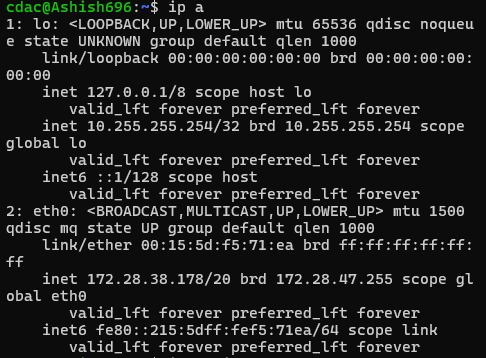 cdac@Ashish696:~$ ip a
1: lo: <LOOPBACK,UP,LOWER_UP> mtu 65536 qdisc noqueu
e state UNKNOWN group default qlen 1000
    link/loopback 00:00:00:00:00:00 brd 00:00:00:00:
00:00
    inet 127.0.0.1/8 scope host lo
       valid_lft forever preferred_lft forever
    inet 10.255.255.254/32 brd 10.255.255.254 scope
global lo
       valid_lft forever preferred_lft forever
    inet6 ::1/128 scope host
       valid_lft forever preferred_lft forever
2: eth0: <BROADCAST,MULTICAST,UP,LOWER_UP> mtu 1500
qdisc mq state UP group default qlen 1000
    link/ether 00:15:5d:f5:71:ea brd ff:ff:ff:ff:ff:
ff
    inet 172.28.38.178/20 brd 172.28.47.255 scope gl
obal eth0
       valid_lft forever preferred_lft forever
    inet6 fe80::215:5dff:fef5:71ea/64 scope link
       valid_lft forever preferred_lft forever